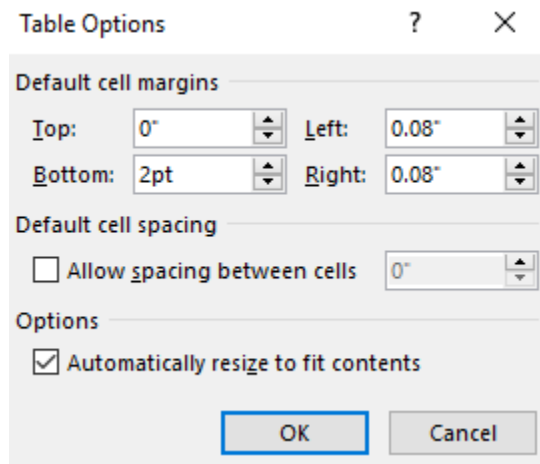 Table Options ? ×
Default cell margins
Top: 0" Left: 0.08"
Bottom: 2pt Right: 0.08"
Default cell spacing
Allow spacing between cells 0"
Options
Automatically resize to fit contents
OK Cancel